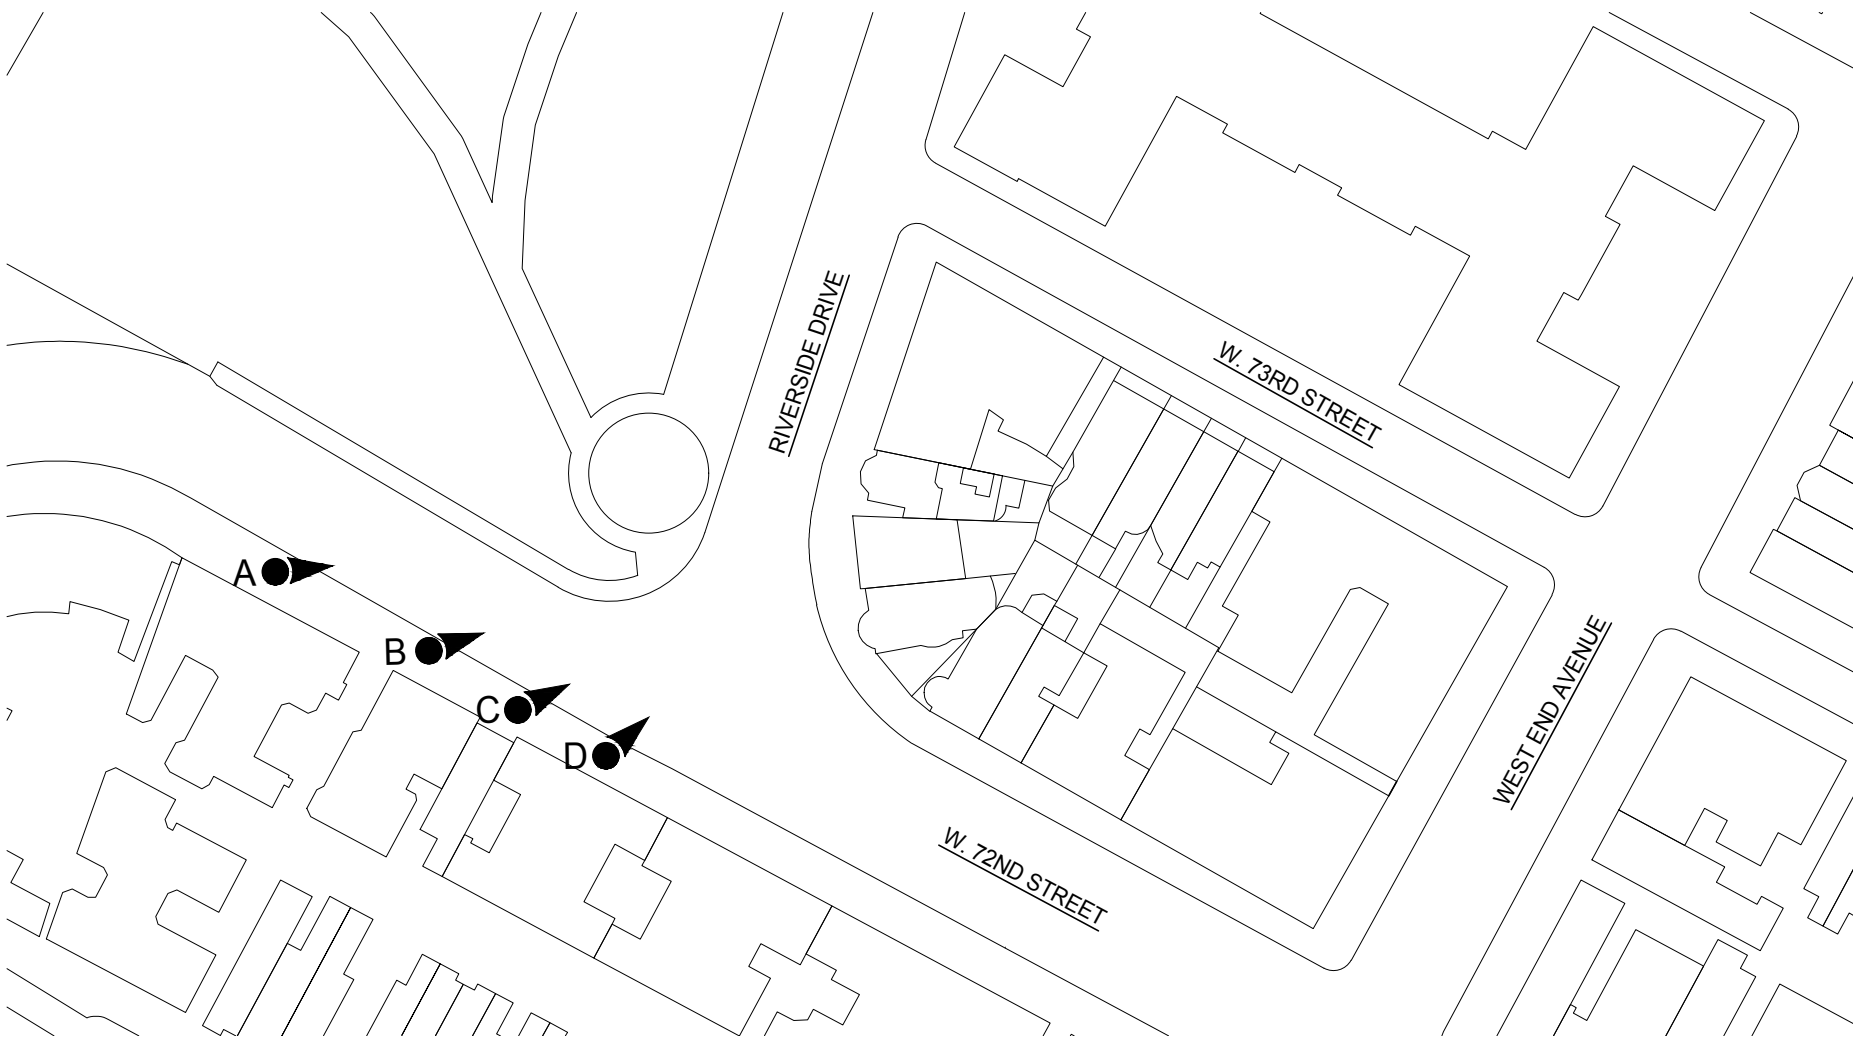 RIVERSIDE DRIVE
W. 73RD STREET
A
B
C
D
WEST END AVENUE
W. 72ND STREET